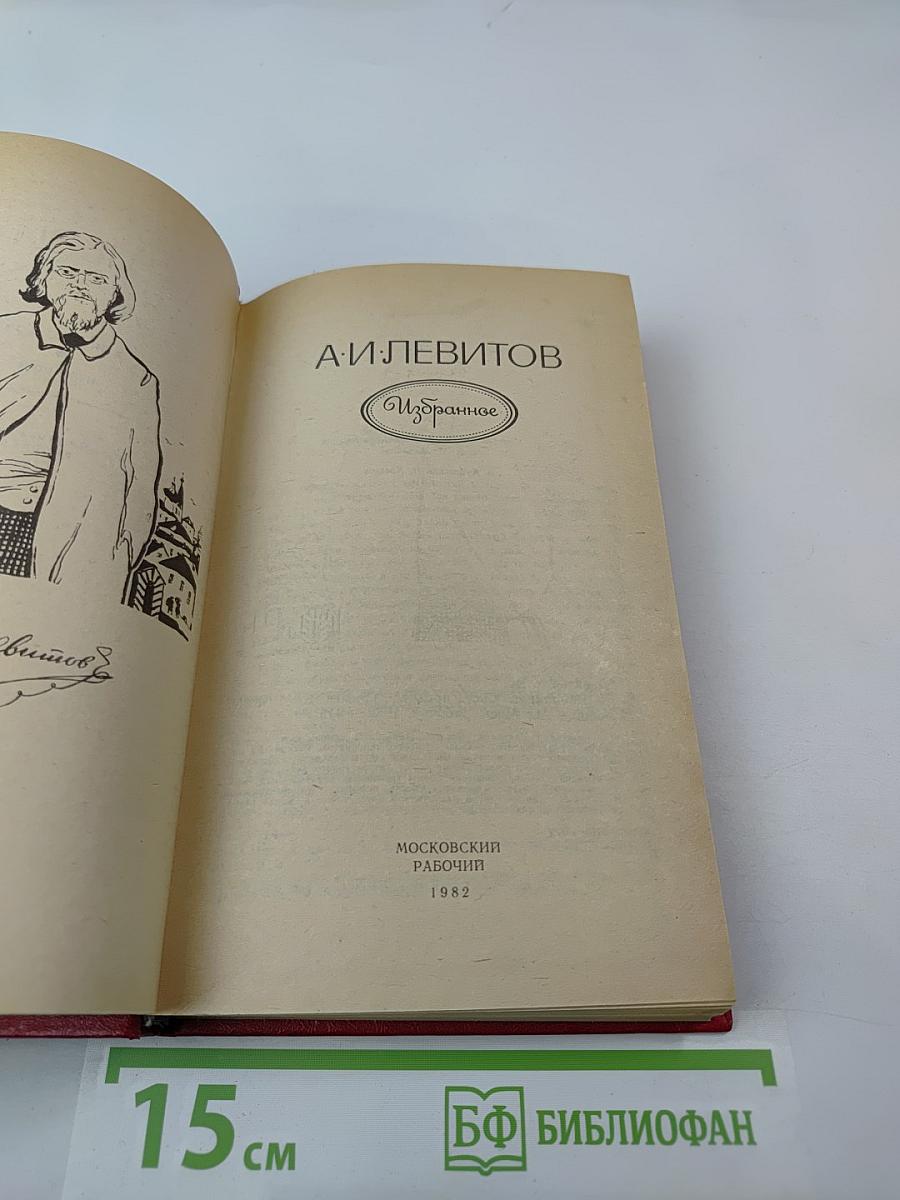 А·И·ЛЕВИТОВ
Избранное
МОСКОВСКИЙ
РАБОЧИЙ
1982
15 см
БФ БИБЛИОФАН